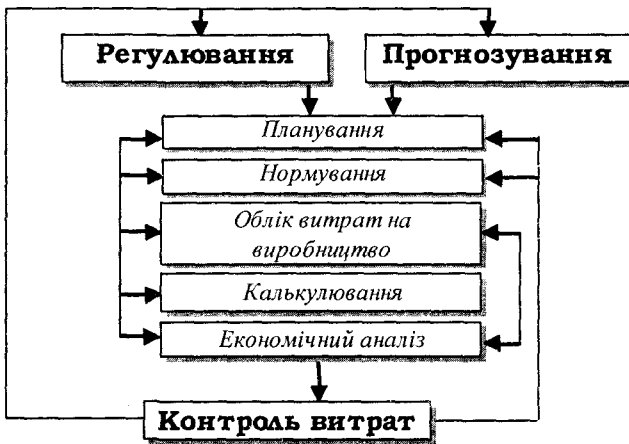 Регулювання
Прогнозування
Планування
Нормування
Облік витрат на
виробництво
Калькулювання
Економічний аналіз
Контроль витрат